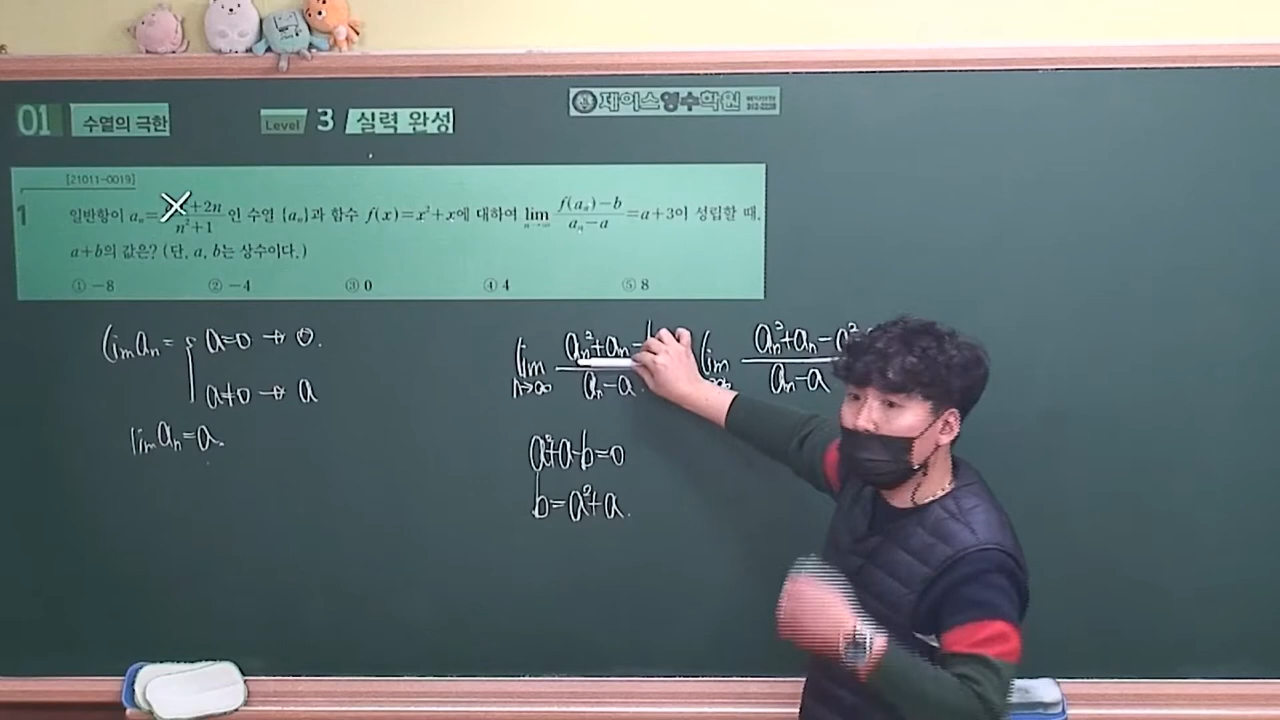 01 수열의 극한 Level 3 실력 완성 제이스영수학원
[21011-0019]
1 일반항이 aₙ= +2n/n²+1 인 수열 {aₙ}과 함수 f(x)=x²+x에 대하여 lim n→∞ f(aₙ)−b/aₙ−a =a+3이 성립할 때,
a+b의 값은? (단, a, b는 상수이다.)
① −8 ② −4 ③ 0 ④ 4 ⑤ 8
lim aₙ = { a=0 → 0.
a≠0 → a
lim aₙ = a.
lim n→∞ aₙ²+aₙ−b/aₙ−a
a²+a−b=0
b=a²+a.
lim aₙ²+aₙ−a²/aₙ−a